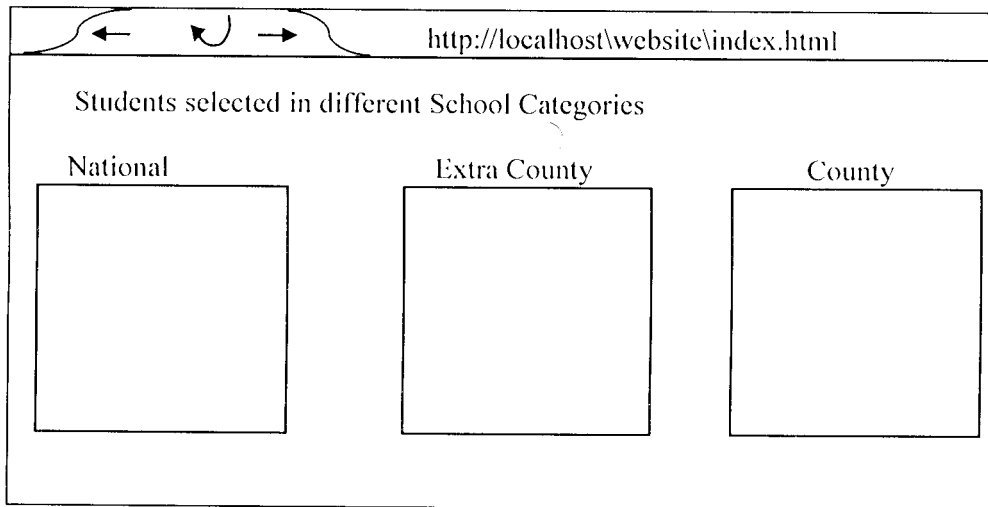 http://localhost\website\index.html
Students selected in different School Categories
National
Extra County
County